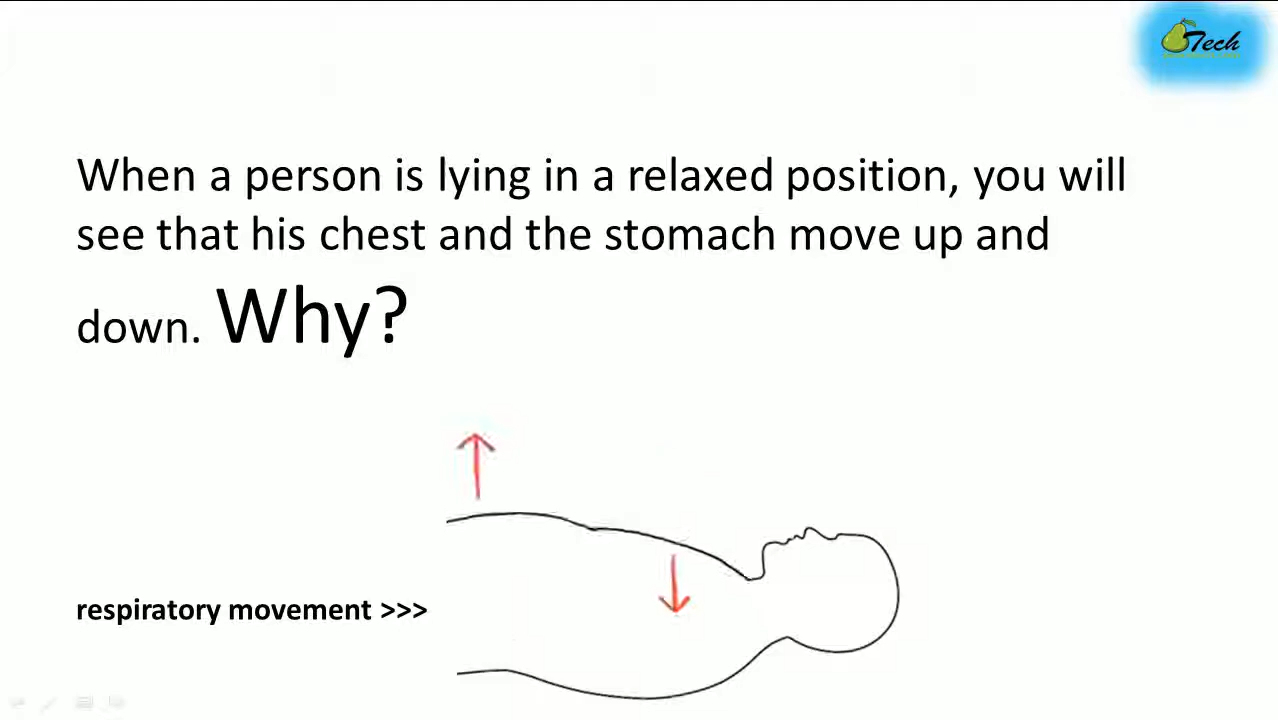 Tech
When a person is lying in a relaxed position, you will
see that his chest and the stomach move up and
down. Why?
respiratory movement >>>